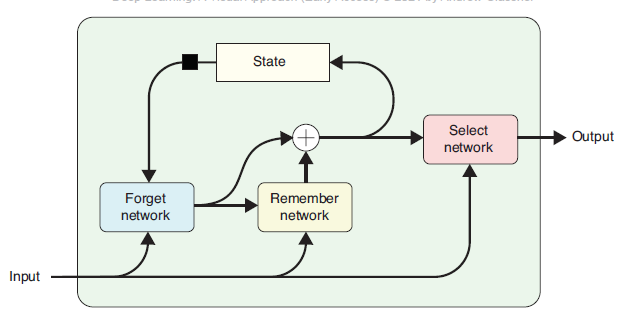 State
Select
network
Output
Forget
network
Remember
network
Input